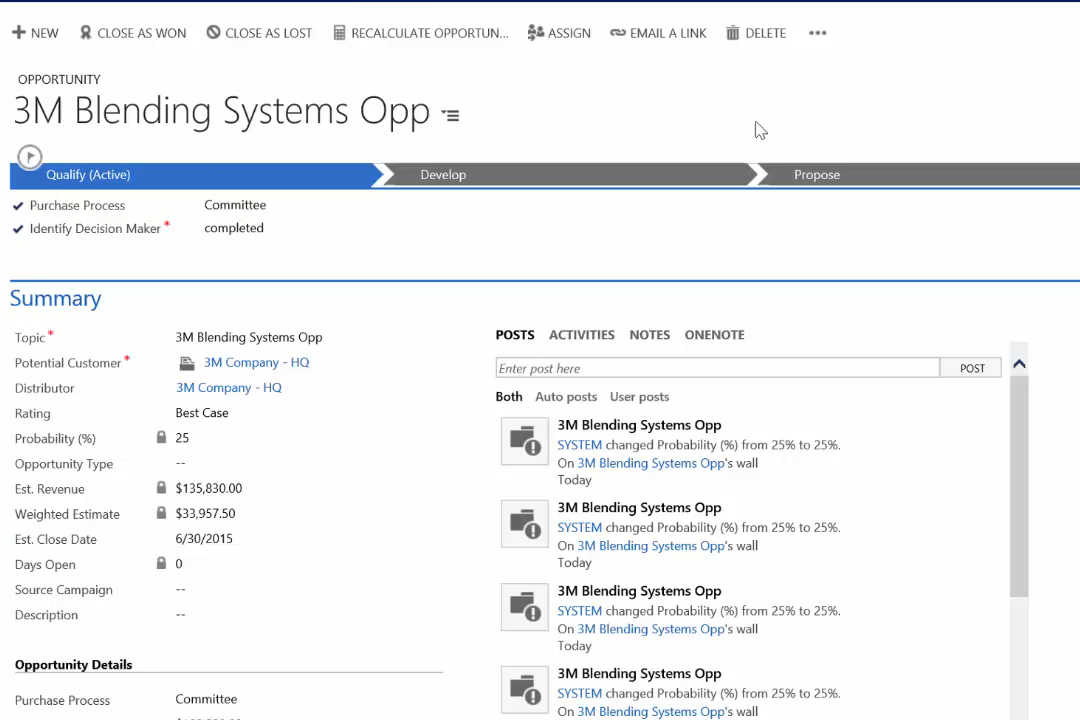 NEW CLOSE AS WON CLOSE AS LOST RECALCULATE OPPORTUN... ASSIGN EMAIL A LINK DELETE •••
OPPORTUNITY
3M Blending Systems Opp
Qualify (Active) Develop Propose
Purchase Process Committee
Identify Decision Maker * completed
Summary
Topic * 3M Blending Systems Opp
Potential Customer * 3M Company - HQ
Distributor 3M Company - HQ
Rating Best Case
Probability (%) 25
Opportunity Type --
Est. Revenue $135,830.00
Weighted Estimate $33,957.50
Est. Close Date 6/30/2015
Days Open 0
Source Campaign --
Description --
Opportunity Details
Purchase Process Committee
POSTS ACTIVITIES NOTES ONENOTE
Enter post here POST
Both Auto posts User posts
3M Blending Systems Opp
SYSTEM changed Probability (%) from 25% to 25%.
On 3M Blending Systems Opp's wall
Today
3M Blending Systems Opp
SYSTEM changed Probability (%) from 25% to 25%.
On 3M Blending Systems Opp's wall
Today
3M Blending Systems Opp
SYSTEM changed Probability (%) from 25% to 25%.
On 3M Blending Systems Opp's wall
Today
3M Blending Systems Opp
SYSTEM changed Probability (%) from 25% to 25%.
On 3M Blending Systems Opp's wall